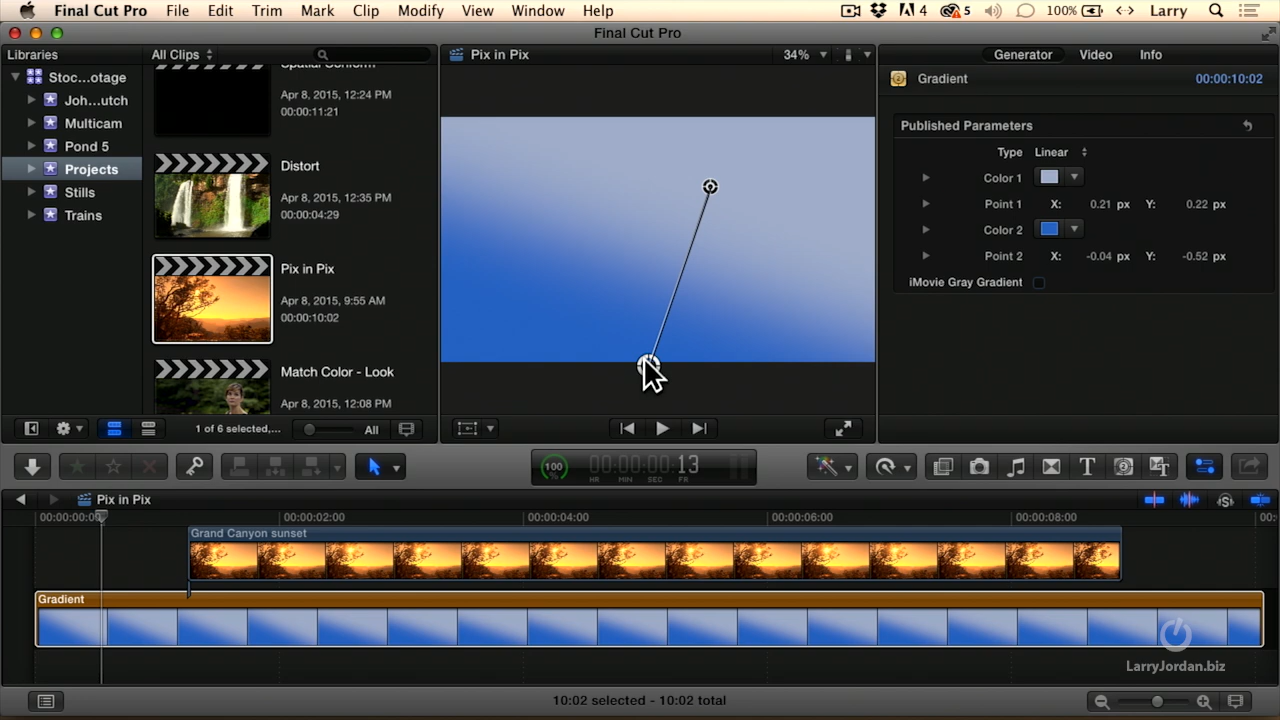 Final Cut Pro File Edit Trim Mark Clip Modify View Window Help 4 5 100% Larry
Final Cut Pro
Libraries
All Clips
Pix in Pix
34%
Generator Video Info
Stoc...otage
Joh...utch
Multicam
Pond 5
Projects
Stills
Trains
Spatial Conform
Apr 8, 2015, 12:24 PM
00:00:11:21
Distort
Apr 8, 2015, 12:35 PM
00:00:04:29
Pix in Pix
Apr 8, 2015, 9:55 AM
00:00:10:02
Match Color - Look
Apr 8, 2015, 12:08 PM
Gradient 00:00:10:02
Published Parameters
Type Linear
Color 1
Point 1 X: 0.21 px Y: 0.22 px
Color 2
Point 2 X: -0.04 px Y: -0.52 px
iMovie Gray Gradient
1 of 6 selected,... All
100 % 00:00:00:13
HR MIN SEC FR
T
Pix in Pix
00:00:00:0 00:00:02:00 00:00:04:00 00:00:06:00 00:00:08:00 00:
Grand Canyon sunset
Gradient
LarryJordan.biz
10:02 selected - 10:02 total